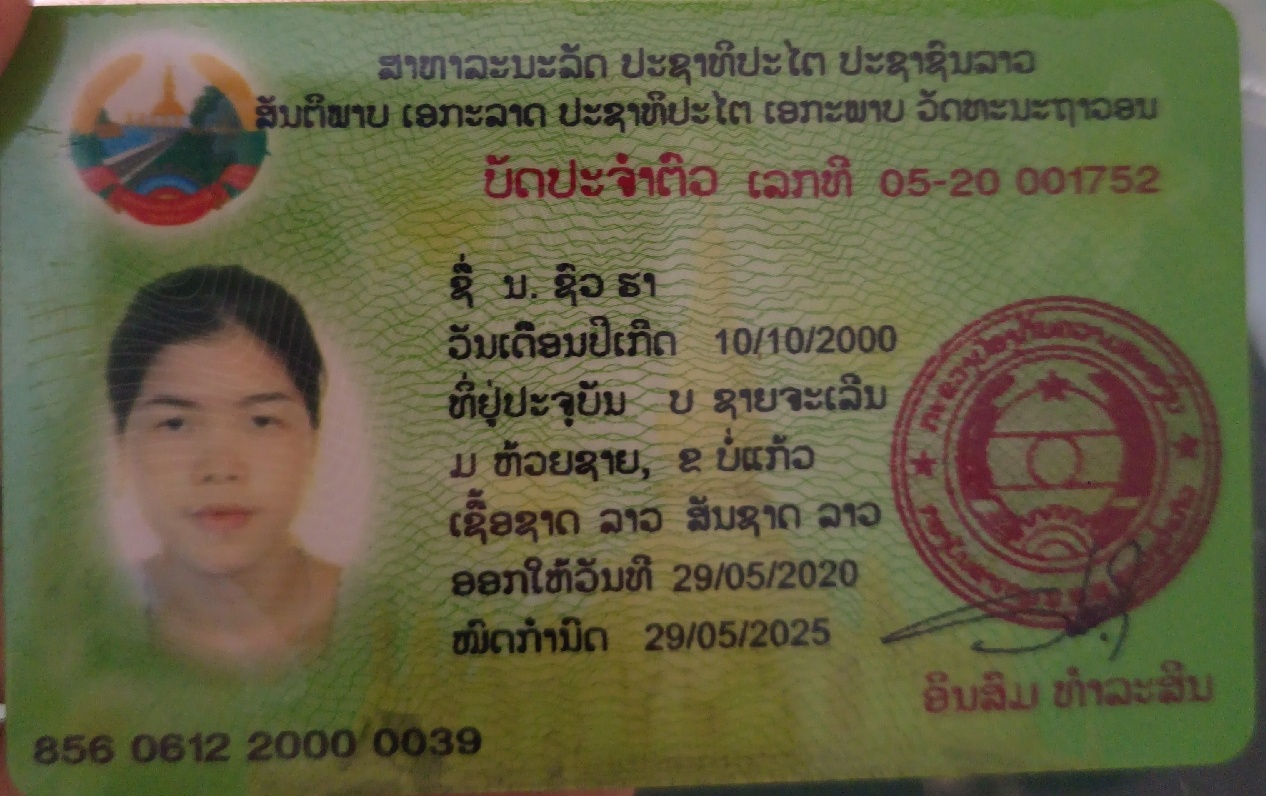 ສາທາລະນະລັດ ປະຊາທິປະໄຕ ປະຊາຊົນລາວ
ສັນຕິພາບ ເອກະລາດ ປະຊາທິປະໄຕ ເອກະພາບ ວັດທະນະຖາວອນ
ບັດປະຈຳຕົວ ເລກທີ 05-20 001752
ຊື່ ນ. ຊົວ ຮາ
ວັນເດືອນປີເກີດ 10/10/2000
ທີ່ຢູ່ປະຈຸບັນ ບ ຊາຍຈະເລີນ
ມ ຫ້ວຍຊາຍ, ຂ ບໍ່ແກ້ວ
ເຊື້ອຊາດ ລາວ ສັນຊາດ ລາວ
ອອກໃຫ້ວັນທີ 29/05/2020
ໝົດກຳນົດ 29/05/2025
ອິນສົມ ທຳລະສິນ
856 0612 2000 0039